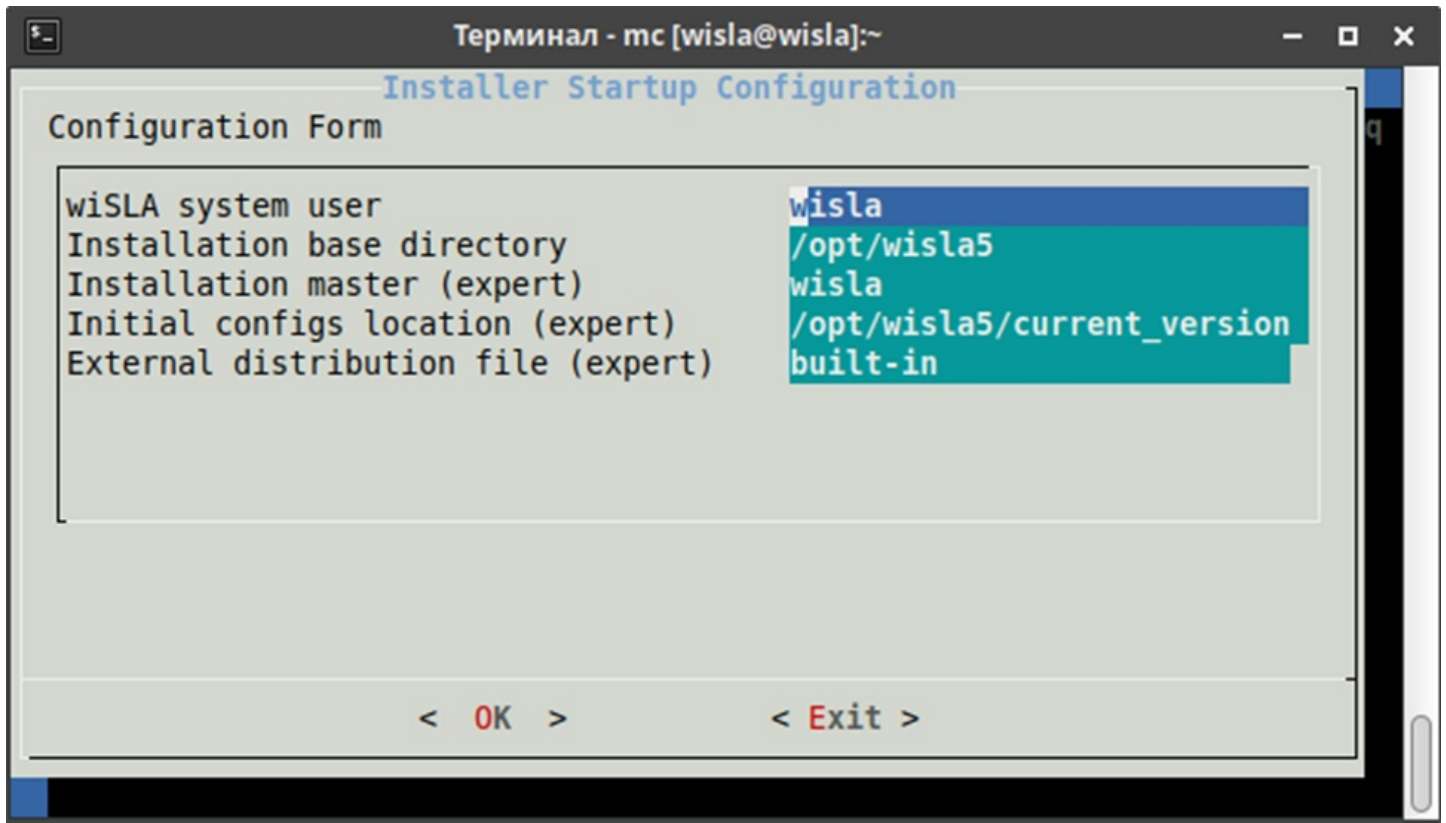 Терминал - mc [wisla@wisla]:~
Installer Startup Configuration
Configuration Form
q
wiSLA system user wisla
Installation base directory /opt/wisla5
Installation master (expert) wisla
Initial configs location (expert) /opt/wisla5/current_version
External distribution file (expert) built-in
< OK > < Exit >